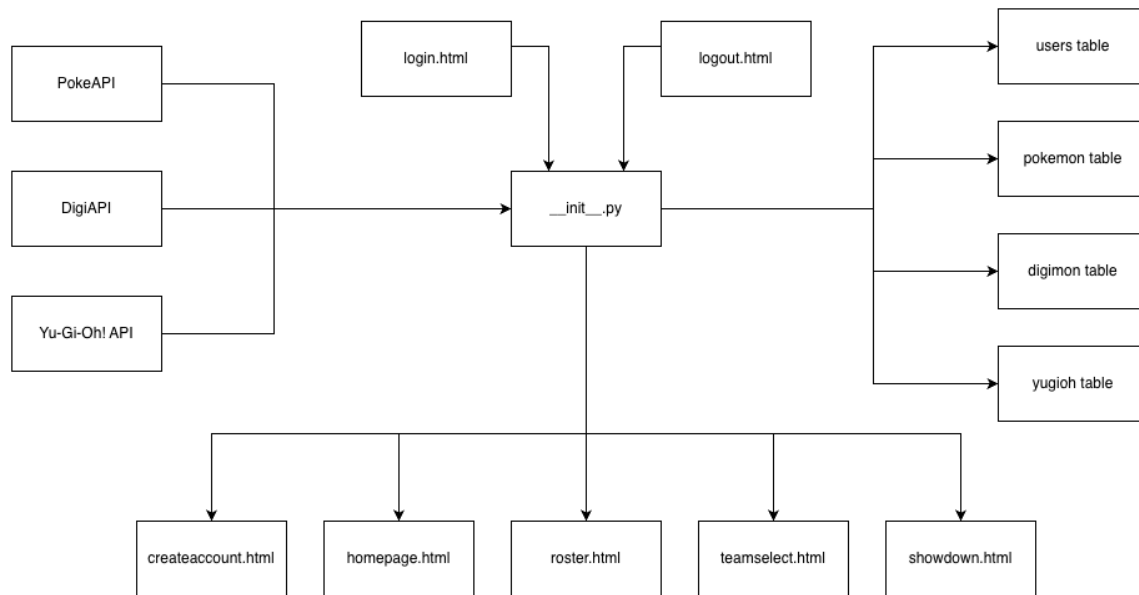 login.html
logout.html
users table
PokeAPI
pokemon table
DigiAPI
__init__.py
digimon table
Yu-Gi-Oh! API
yugioh table
createaccount.html
homepage.html
roster.html
teamselect.html
showdown.html